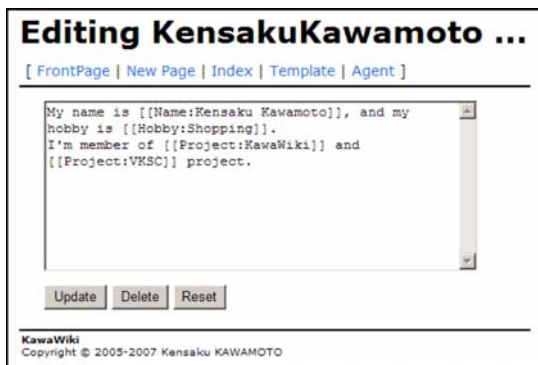 Editing KensakuKawamoto ...
[ FrontPage | New Page | Index | Template | Agent ]
My name is [[Name:Kensaku Kawamoto]], and my
hobby is [[Hobby:Shopping]].
I'm member of [[Project:KawaWiki]] and
[[Project:VKSC]] project.
Update Delete Reset
KawaWiki
Copyright © 2005-2007 Kensaku KAWAMOTO